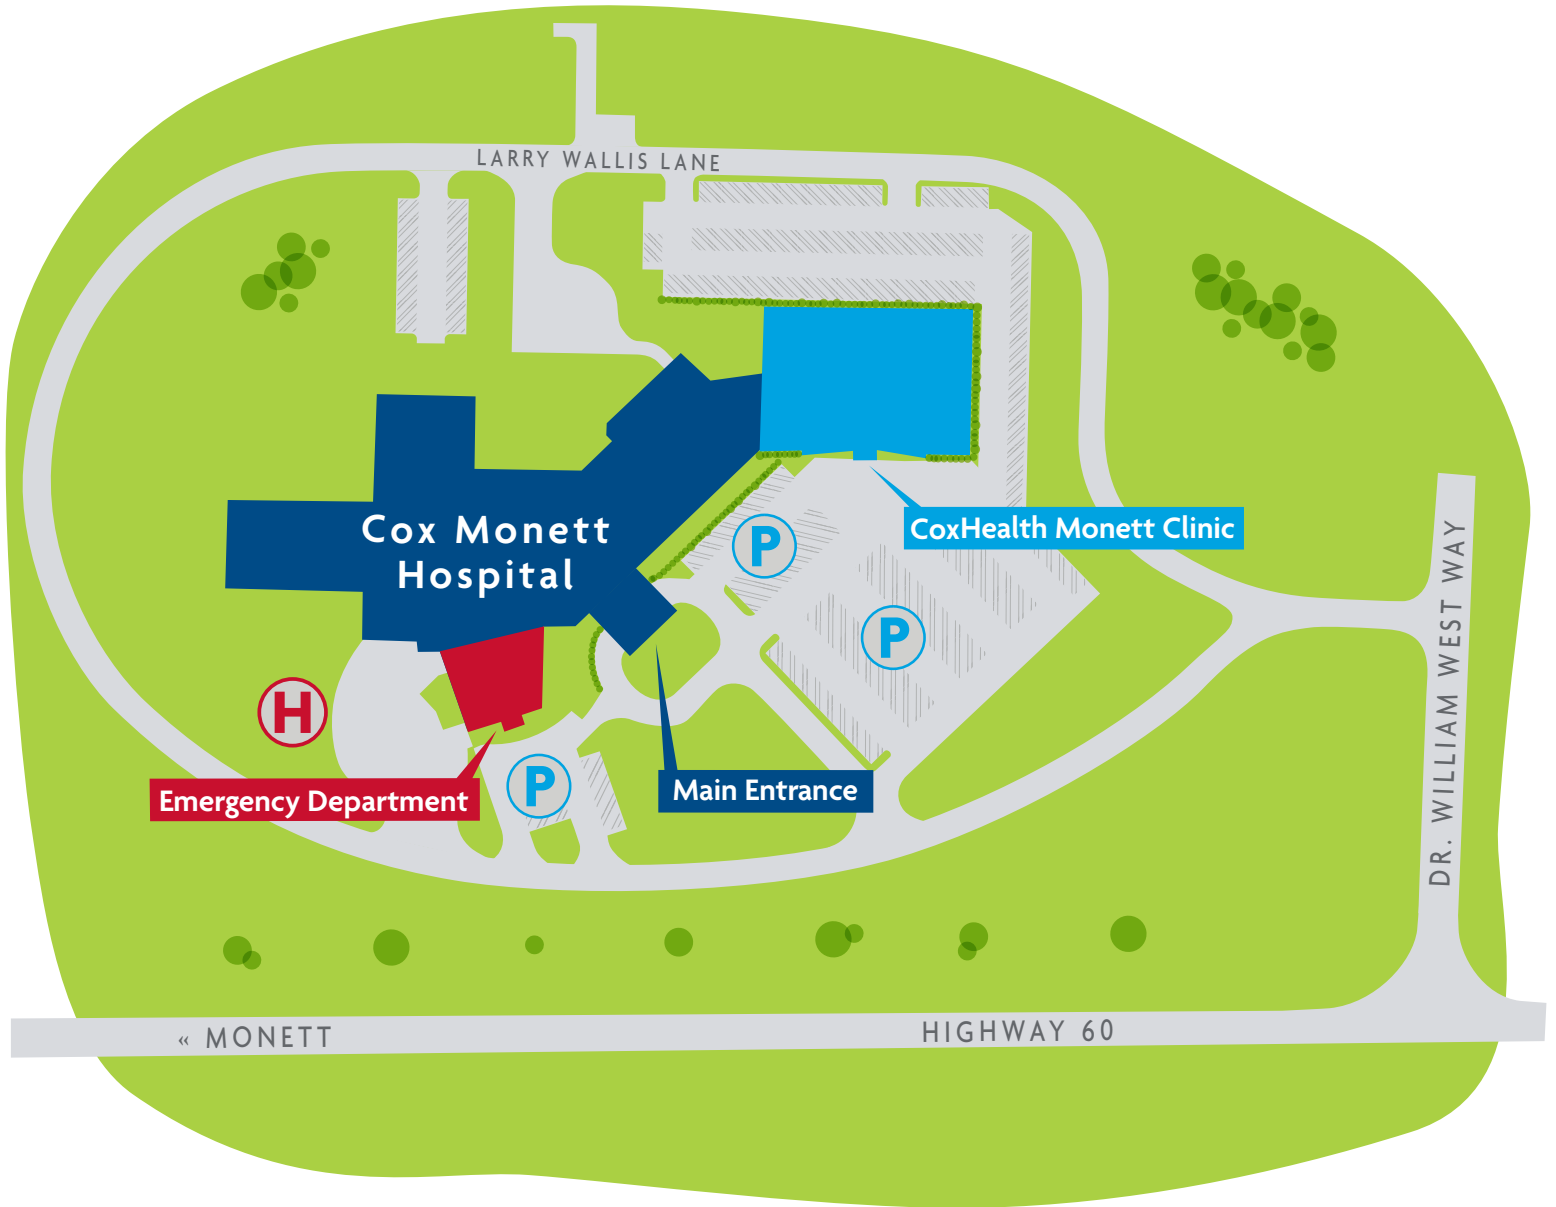 LARRY WALLIS LANE
Cox Monett
Hospital
P
CoxHealth Monett Clinic
P
H
Emergency Department
P
Main Entrance
DR. WILLIAM WEST WAY
« MONETT
HIGHWAY 60